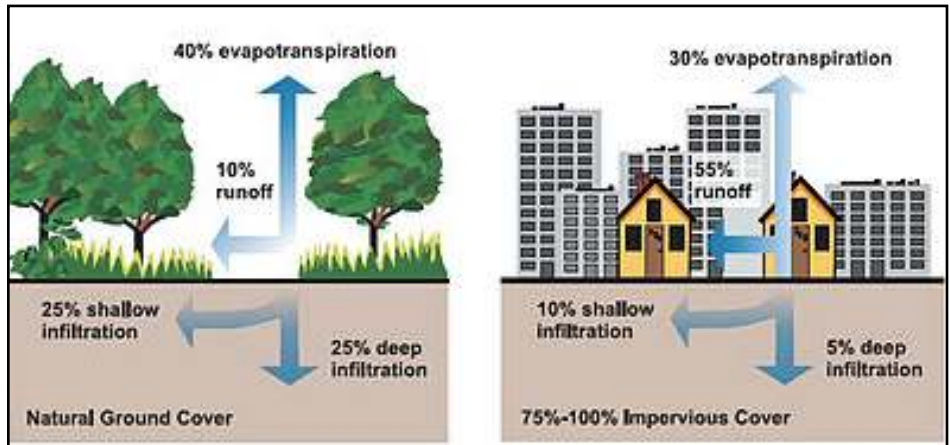 40% evapotranspiration
10%
runoff
25% shallow
infiltration
25% deep
infiltration
Natural Ground Cover
30% evapotranspiration
55%
runoff
10% shallow
infiltration
5% deep
infiltration
75%-100% Impervious Cover